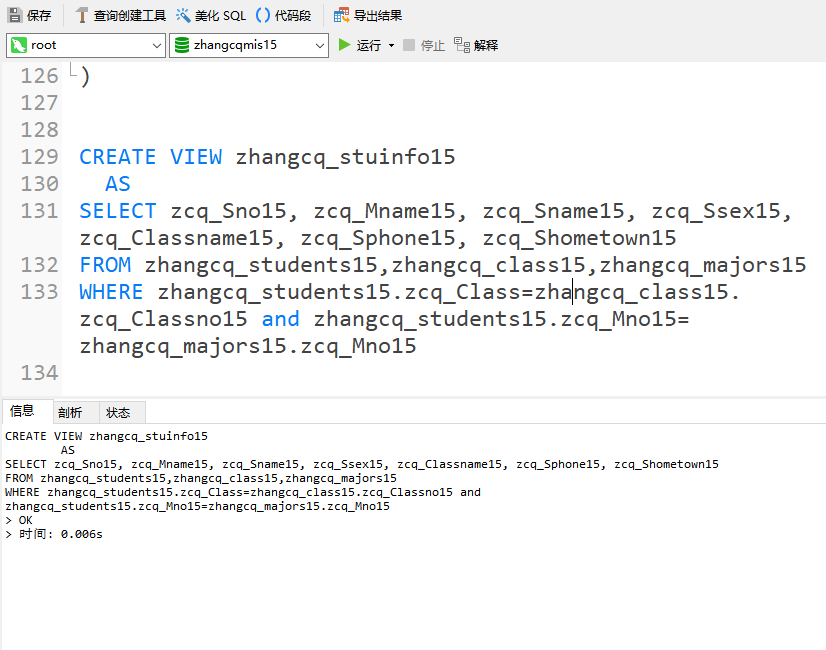 保存 查询创建工具 美化 SQL () 代码段 导出结果
root zhangcqmis15 运行 停止 解释
126 )
127
128
129 CREATE VIEW zhangcq_stuinfo15
130 AS
131 SELECT zcq_Sno15, zcq_Mname15, zcq_Sname15, zcq_Ssex15,
zcq_Classname15, zcq_Sphone15, zcq_Shometown15
132 FROM zhangcq_students15,zhangcq_class15,zhangcq_majors15
133 WHERE zhangcq_students15.zcq_Class=zhangcq_class15.
zcq_Classno15 and zhangcq_students15.zcq_Mno15=
zhangcq_majors15.zcq_Mno15
134
信息 剖析 状态
CREATE VIEW zhangcq_stuinfo15
AS
SELECT zcq_Sno15, zcq_Mname15, zcq_Sname15, zcq_Ssex15, zcq_Classname15, zcq_Sphone15, zcq_Shometown15
FROM zhangcq_students15,zhangcq_class15,zhangcq_majors15
WHERE zhangcq_students15.zcq_Class=zhangcq_class15.zcq_Classno15 and
zhangcq_students15.zcq_Mno15=zhangcq_majors15.zcq_Mno15
> OK
> 时间: 0.006s